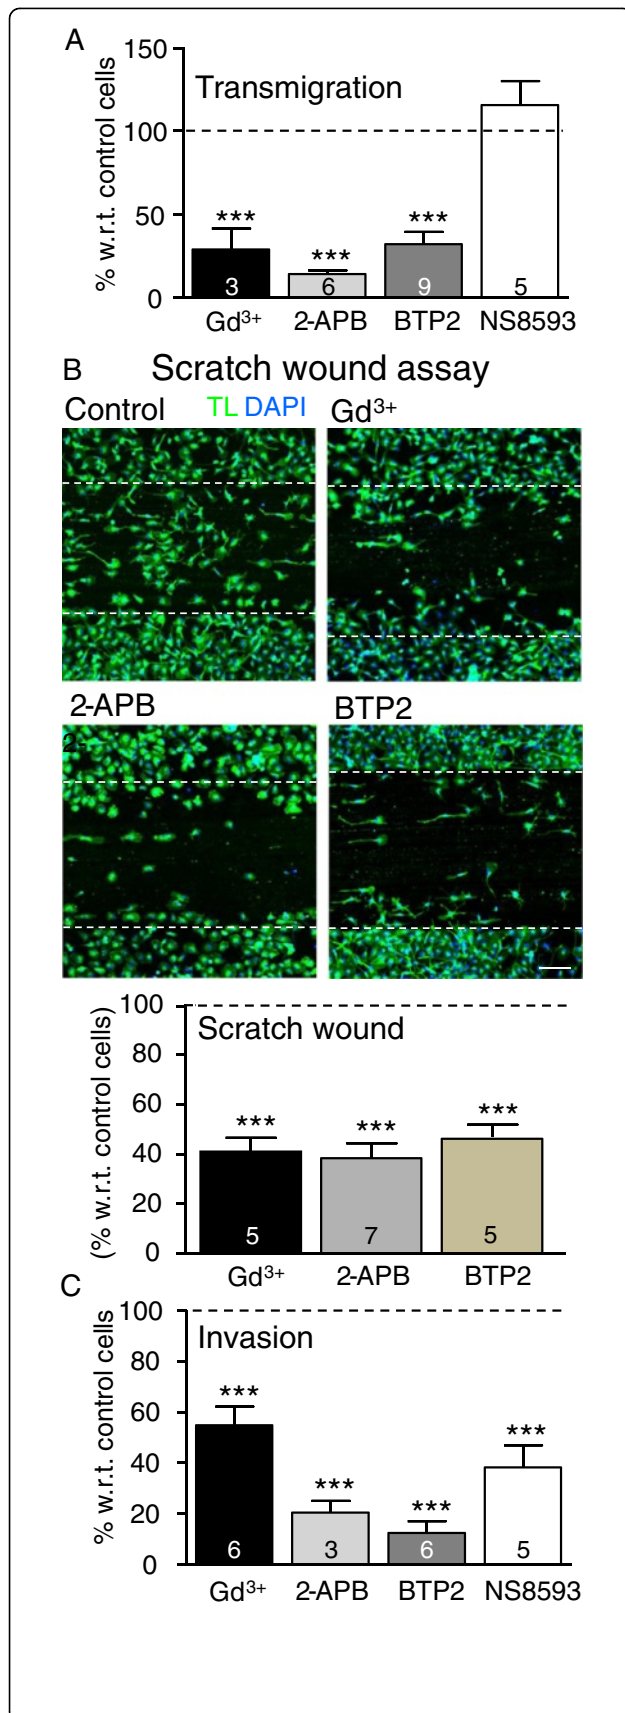 A
150
100
50
0
% w.r.t. control cells
Transmigration
***
***
***
3
6
9
5
Gd³⁺ 2-APB BTP2 NS8593
B Scratch wound assay
Control TL DAPI Gd³⁺
2-APB BTP2
2-
100
80
60
40
20
0
(% w.r.t. control cells)
Scratch wound
***
***
***
5
7
5
Gd³⁺ 2-APB BTP2
C
100
80
60
40
20
0
% w.r.t. control cells
Invasion
***
***
***
***
6
3
6
5
Gd³⁺ 2-APB BTP2 NS8593